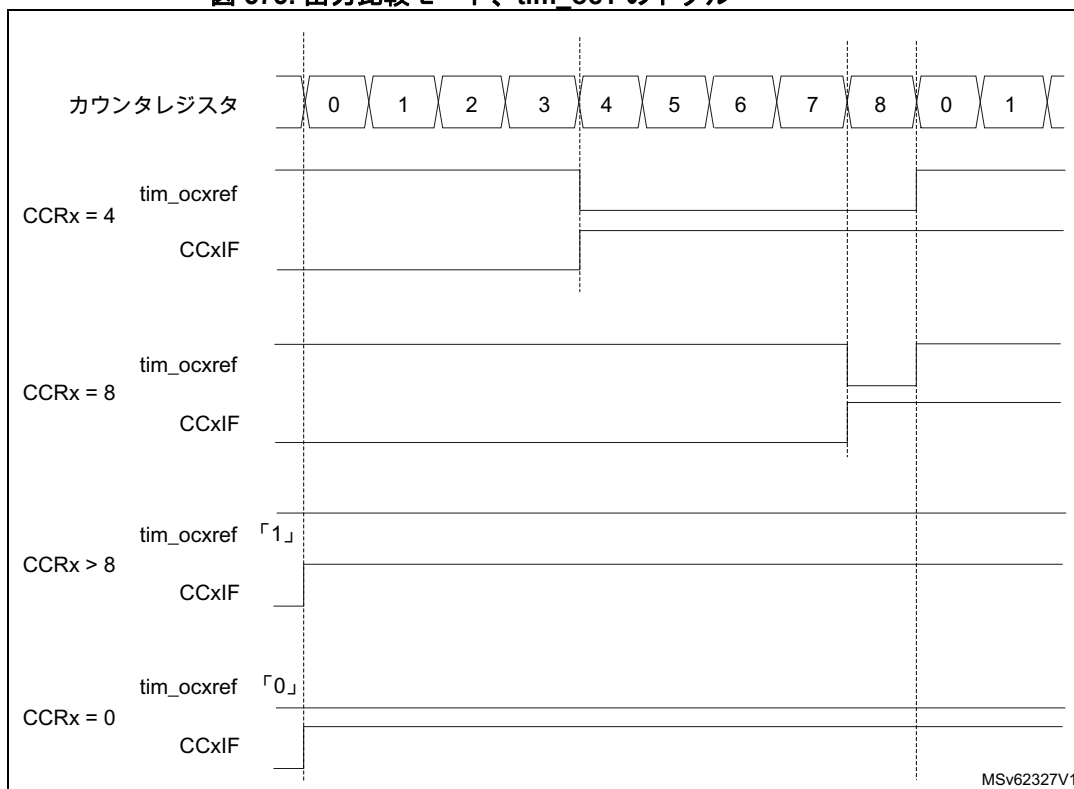 カウンタレジスタ 0 1 2 3 4 5 6 7 8 0 1
tim_ocxref
CCRx = 4
CCxIF
tim_ocxref
CCRx = 8
CCxIF
tim_ocxref 「1」
CCRx > 8
CCxIF
tim_ocxref 「0」
CCRx = 0
CCxIF
MSv62327V1